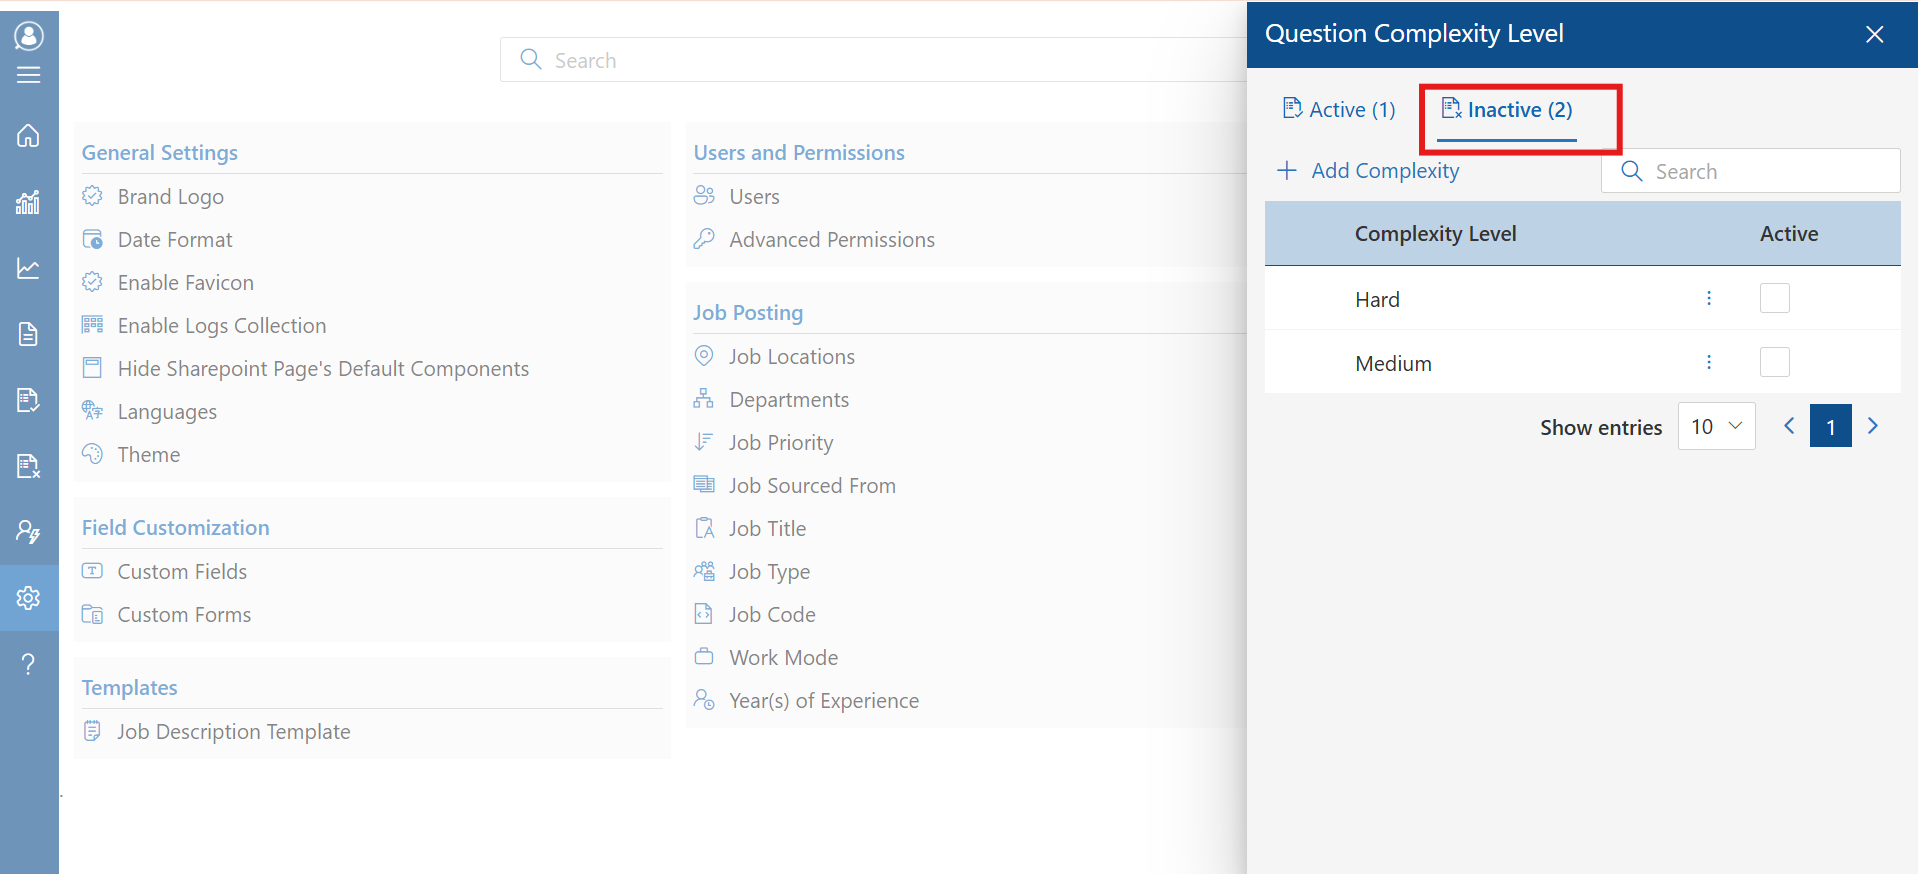 Search
General Settings
Brand Logo
Date Format
Enable Favicon
Enable Logs Collection
Hide Sharepoint Page's Default Components
Languages
Theme
Field Customization
Custom Fields
Custom Forms
Templates
Job Description Template
Users and Permissions
Users
Advanced Permissions
Job Posting
Job Locations
Departments
Job Priority
Job Sourced From
Job Title
Job Type
Job Code
Work Mode
Year(s) of Experience
Question Complexity Level
Active (1) Inactive (2)
Add Complexity Search
Complexity Level Active
Hard
Medium
Show entries 10 1